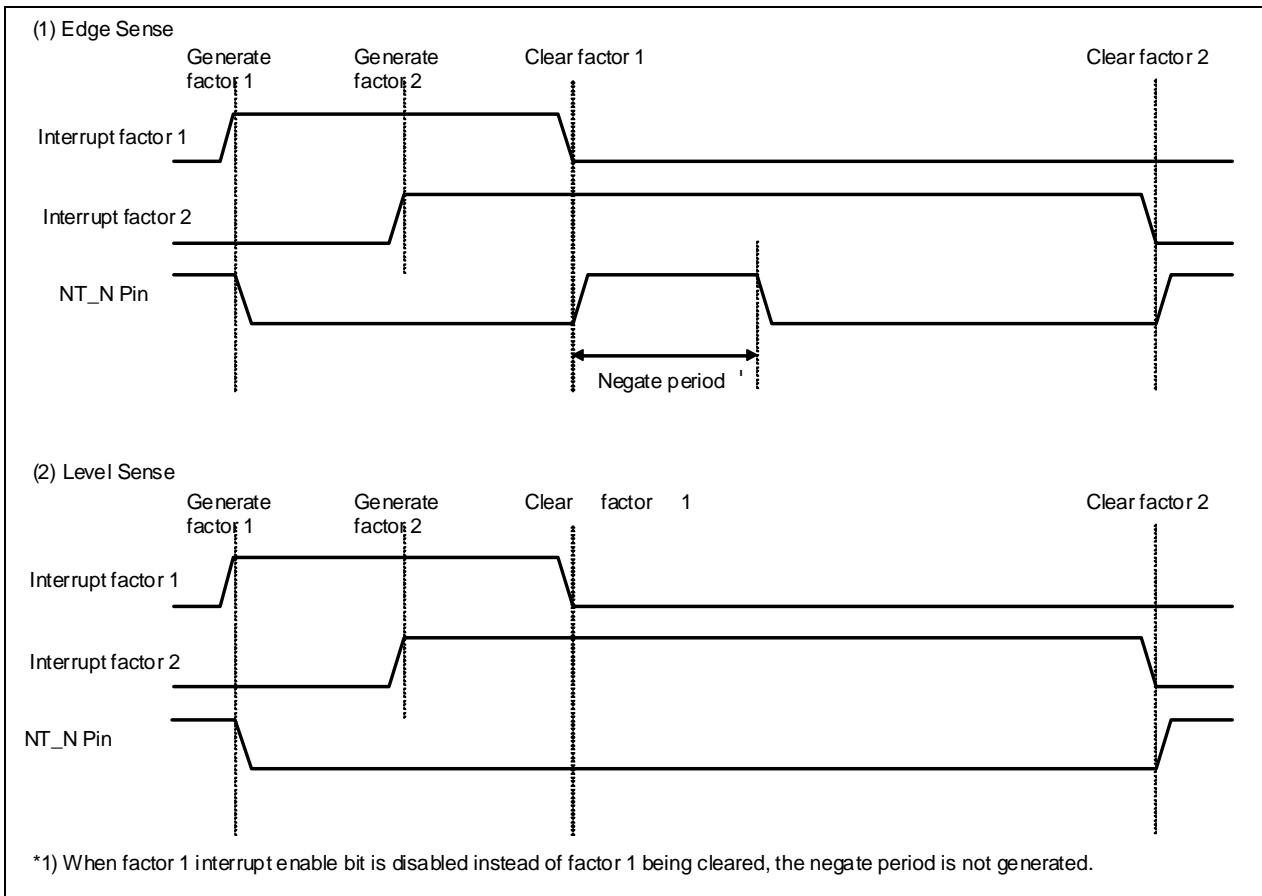 (1) Edge Sense
Generate
factor 1
Generate
factor 2
Clear factor 1
Clear factor 2
Interrupt factor 1
Interrupt factor 2
NT_N Pin
Negate period '
(2) Level Sense
Generate
factor 1
Generate
factor 2
Clear factor 1
Clear factor 2
Interrupt factor 1
Interrupt factor 2
NT_N Pin
*1) When factor 1 interrupt enable bit is disabled instead of factor 1 being cleared, the negate period is not generated.